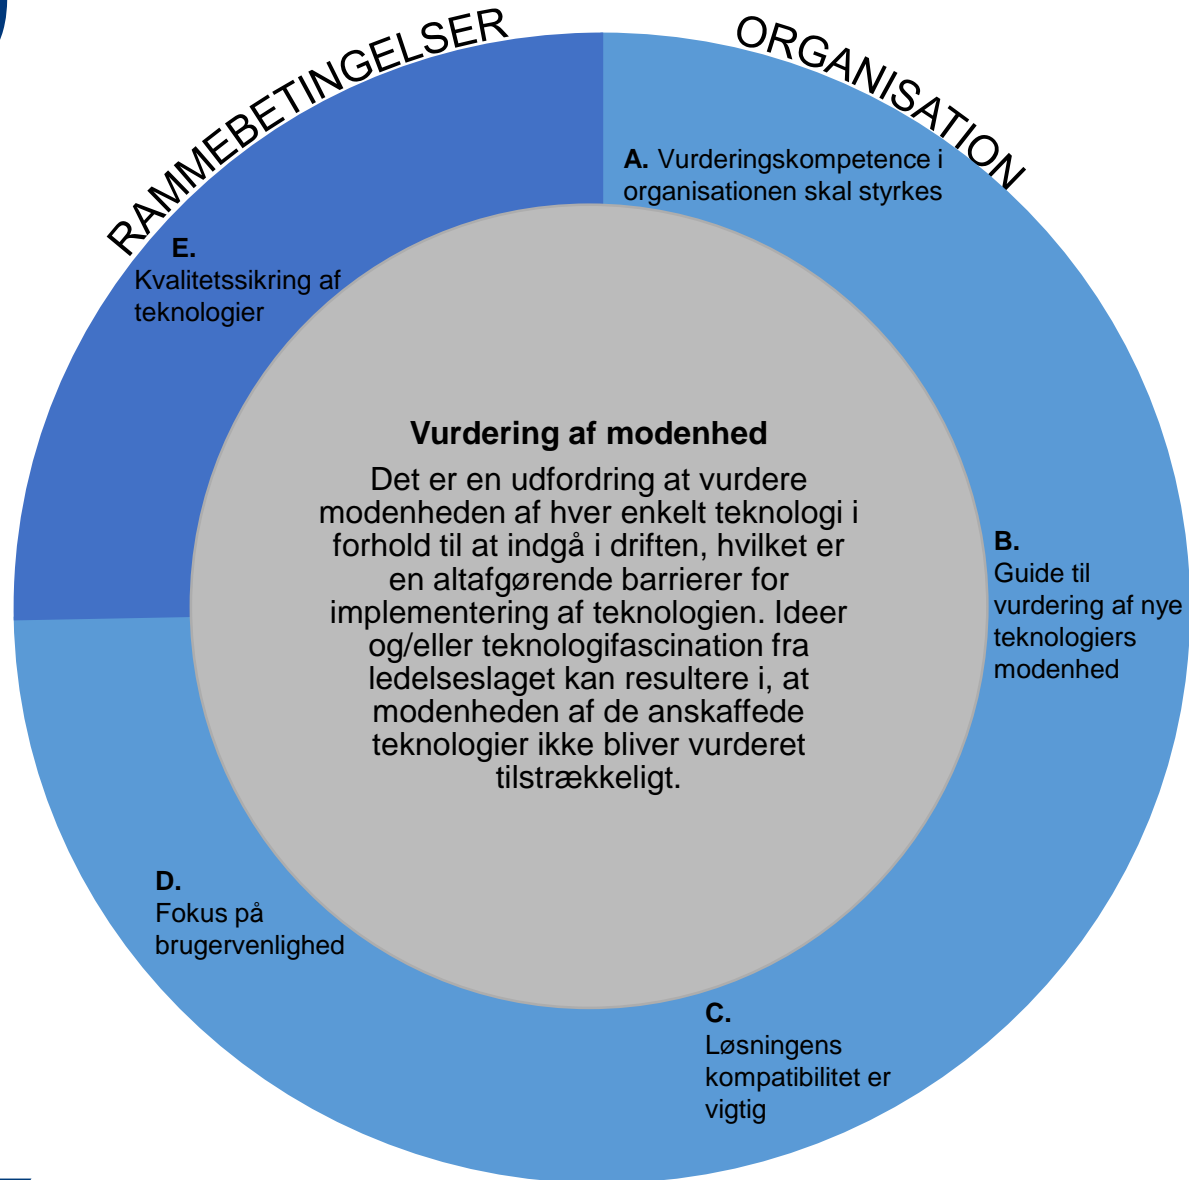 RAMMEBETINGELSER
ORGANISATION
A. Vurderingskompetence i
organisationen skal styrkes
E.
Kvalitetssikring af
teknologier
Vurdering af modenhed
Det er en udfordring at vurdere
modenheden af hver enkelt teknologi i
forhold til at indgå i driften, hvilket er
en altafgørende barrierer for
implementering af teknologien. Ideer
og/eller teknologifascination fra
ledelseslaget kan resultere i, at
modenheden af de anskaffede
teknologier ikke bliver vurderet
tilstrækkeligt.
B.
Guide til
vurdering af nye
teknologiers
modenhed
D.
Fokus på
brugervenlighed
C.
Løsningens
kompatibilitet er
vigtig